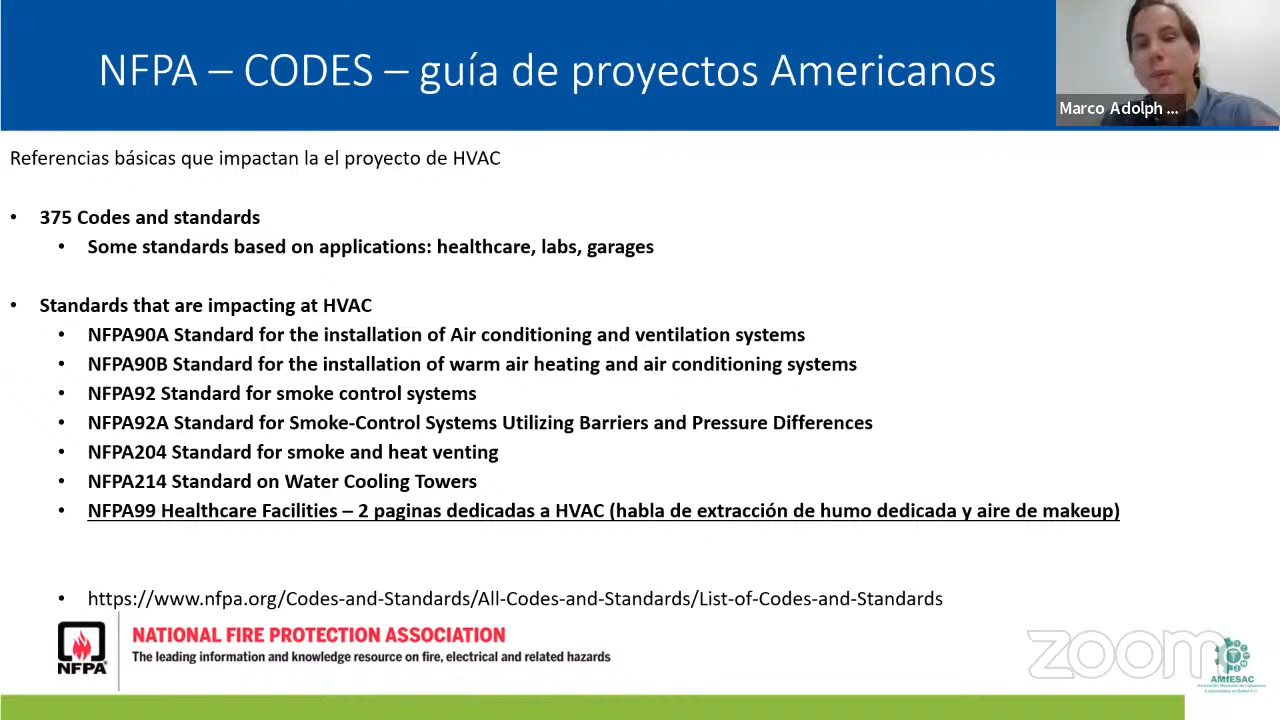 NFPA – CODES – guía de proyectos Americanos
Marco Adolph ...
Referencias básicas que impactan la el proyecto de HVAC
• 375 Codes and standards
• Some standards based on applications: healthcare, labs, garages
• Standards that are impacting at HVAC
• NFPA90A Standard for the installation of Air conditioning and ventilation systems
• NFPA90B Standard for the installation of warm air heating and air conditioning systems
• NFPA92 Standard for smoke control systems
• NFPA92A Standard for Smoke-Control Systems Utilizing Barriers and Pressure Differences
• NFPA204 Standard for smoke and heat venting
• NFPA214 Standard on Water Cooling Towers
• NFPA99 Healthcare Facilities – 2 paginas dedicadas a HVAC (habla de extracción de humo dedicada y aire de makeup)
• https://www.nfpa.org/Codes-and-Standards/All-Codes-and-Standards/List-of-Codes-and-Standards
NFPA®
NATIONAL FIRE PROTECTION ASSOCIATION
The leading information and knowledge resource on fire, electrical and related hazards
zoom
AMIESAC